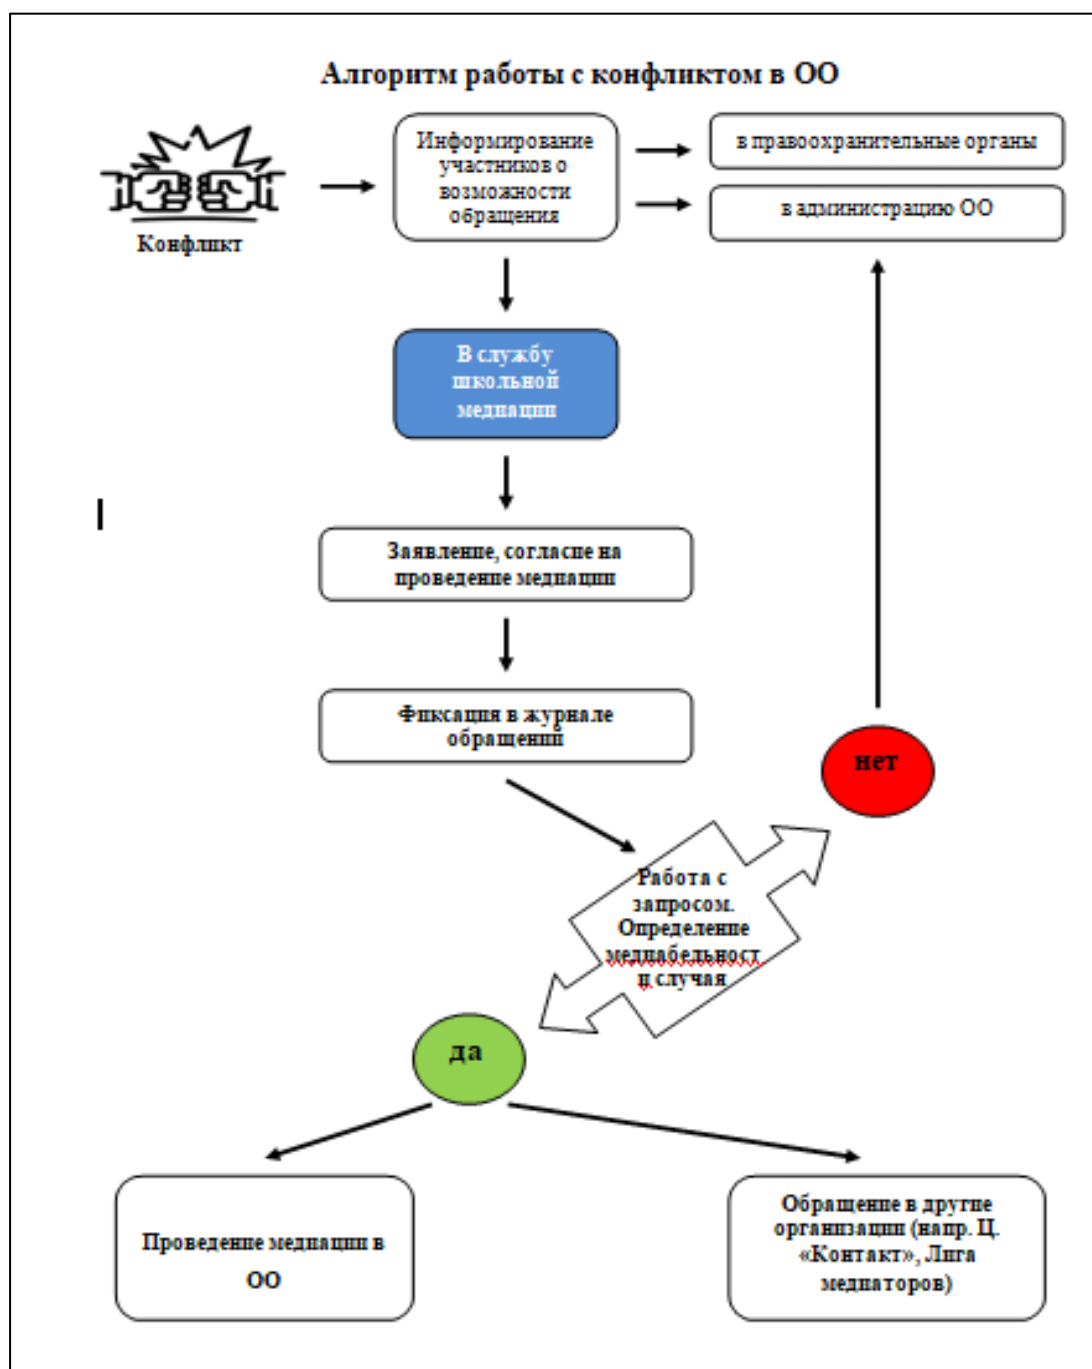 Алгоритм работы с конфликтом в ОО
Конфликт
Информирование
участников о
возможности
обращения
в правоохранительные органы
в администрацию ОО
В службу
школьной
медиации
Заявление, согласие на
проведение медиации
Фиксация в журнале
обращений
нет
Работа с
запросом.
Определение
медиабельност
и случая
да
Проведение медиации в
ОО
Обращение в другие
организации (напр. Ц.
«Контакт», Лига
медиаторов)